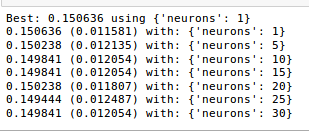 Best: 0.150636 using {'neurons': 1}
0.150636 (0.011581) with: {'neurons': 1}
0.150238 (0.012135) with: {'neurons': 5}
0.149841 (0.012054) with: {'neurons': 10}
0.149841 (0.012054) with: {'neurons': 15}
0.150238 (0.011807) with: {'neurons': 20}
0.149444 (0.012487) with: {'neurons': 25}
0.149841 (0.012054) with: {'neurons': 30}